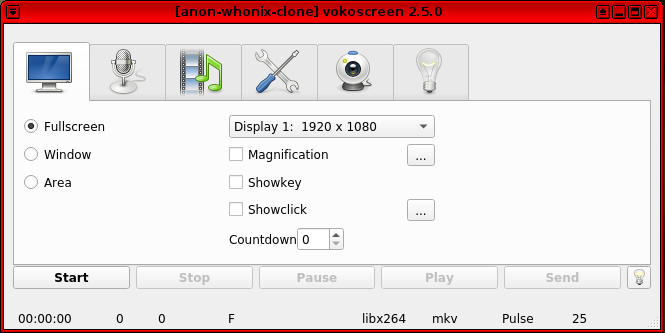 [anon-whonix-clone] vokoscreen 2.5.0
Fullscreen
Display 1: 1920 x 1080
Window
Magnification
...
Area
Showkey
Showclick
...
Countdown 0
Start Stop Pause Play Send
00:00:00 0 0 F libx264 mkv Pulse 25